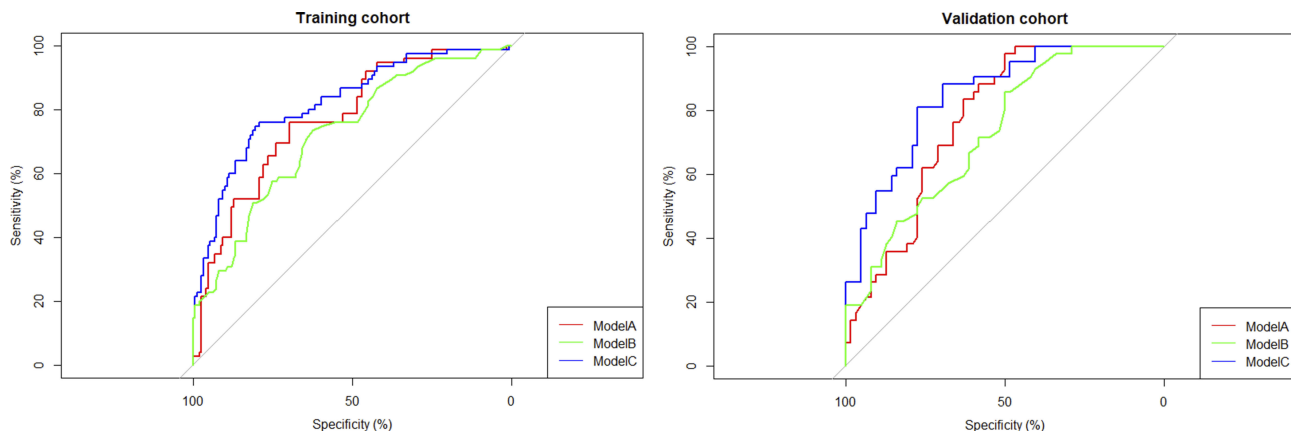 Training cohort
Sensitivity (%)
100
80
60
40
20
0
ModelA
ModelB
ModelC
100
50
0
Specificity (%)
Validation cohort
Sensitivity (%)
100
80
60
40
20
0
ModelA
ModelB
ModelC
100
50
0
Specificity (%)